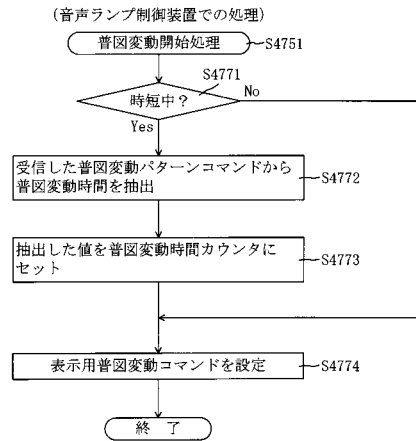 (音声ランプ制御装置での処理)
普図変動開始処理
S4751
S4771
時短中?
No
Yes
受信した普図変動パターンコマンドから
普図変動時間を抽出
S4772
抽出した値を普図変動時間カウンタに
セット
S4773
表示用普図変動コマンドを設定
S4774
終 了